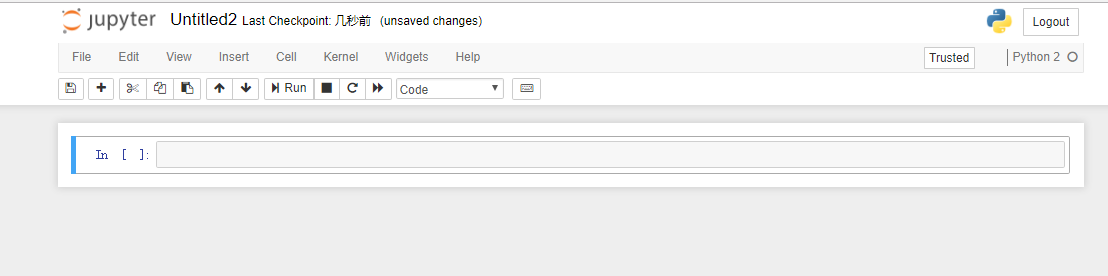 jupyter Untitled2 Last Checkpoint: 几秒前 (unsaved changes) Logout
File Edit View Insert Cell Kernel Widgets Help Trusted Python 2
Run Code
In [ ]: